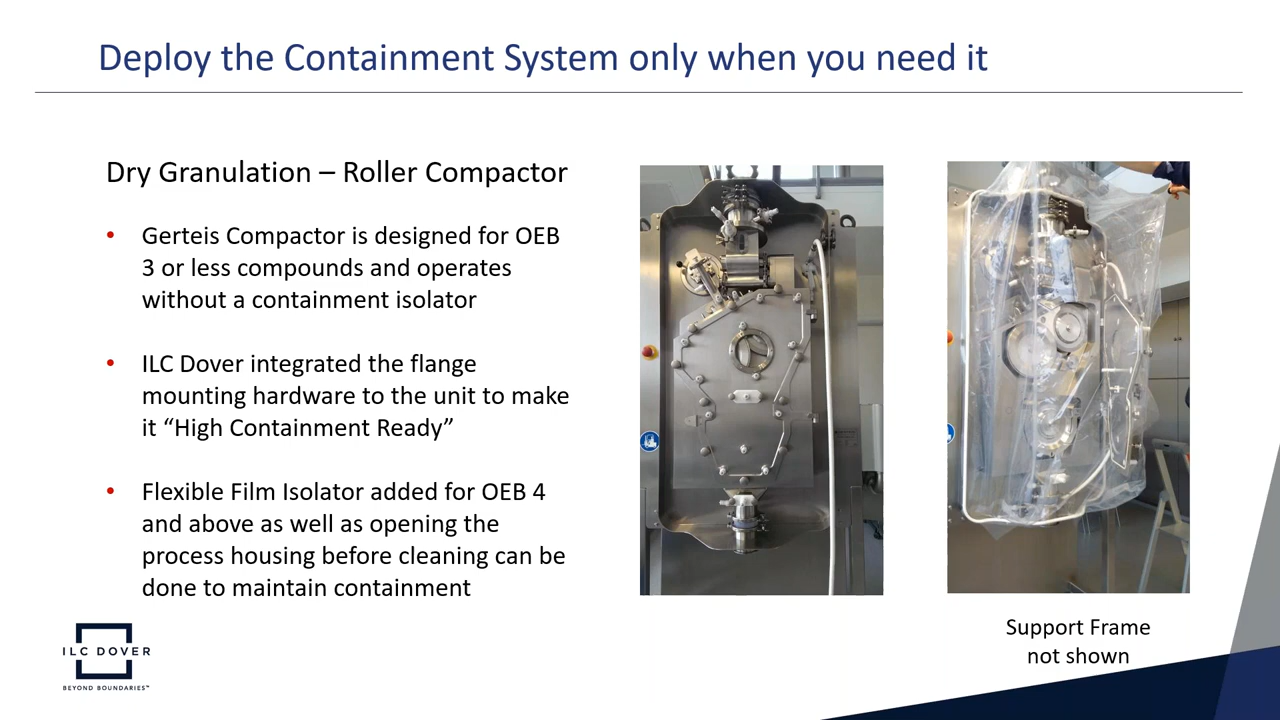 Deploy the Containment System only when you need it
Dry Granulation – Roller Compactor
• Gerteis Compactor is designed for OEB
3 or less compounds and operates
without a containment isolator
• ILC Dover integrated the flange
mounting hardware to the unit to make
it “High Containment Ready”
• Flexible Film Isolator added for OEB 4
and above as well as opening the
process housing before cleaning can be
done to maintain containment
Support Frame
not shown
ILC DOVER
BEYOND BOUNDARIES™